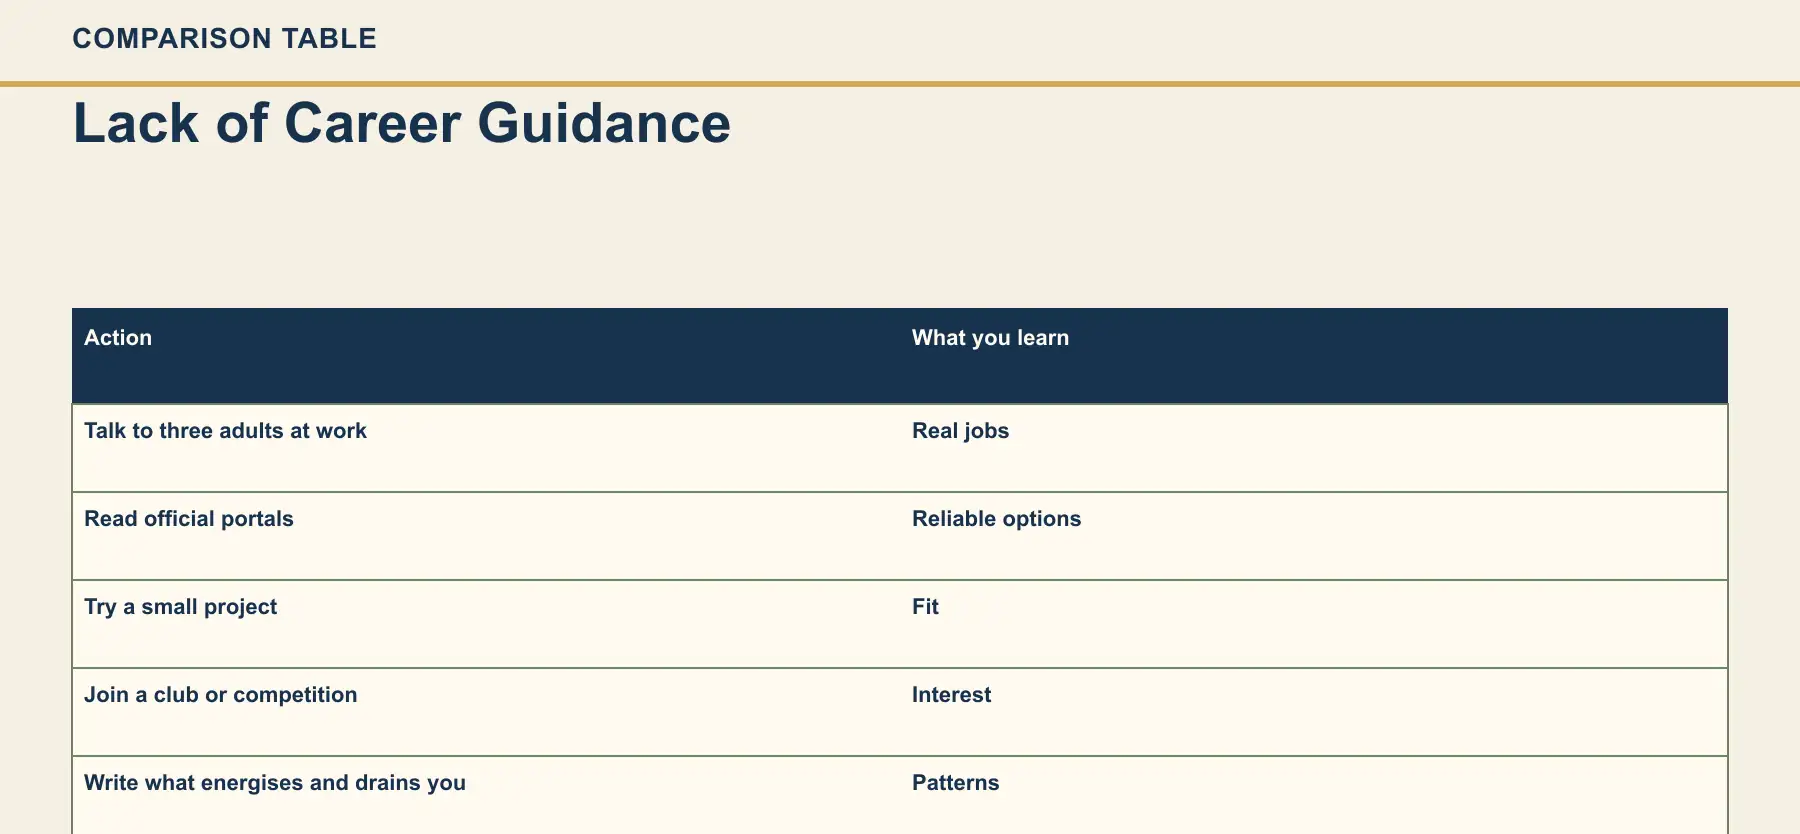 COMPARISON TABLE
Lack of Career Guidance
Action What you learn
Talk to three adults at work Real jobs
Read official portals Reliable options
Try a small project Fit
Join a club or competition Interest
Write what energises and drains you Patterns